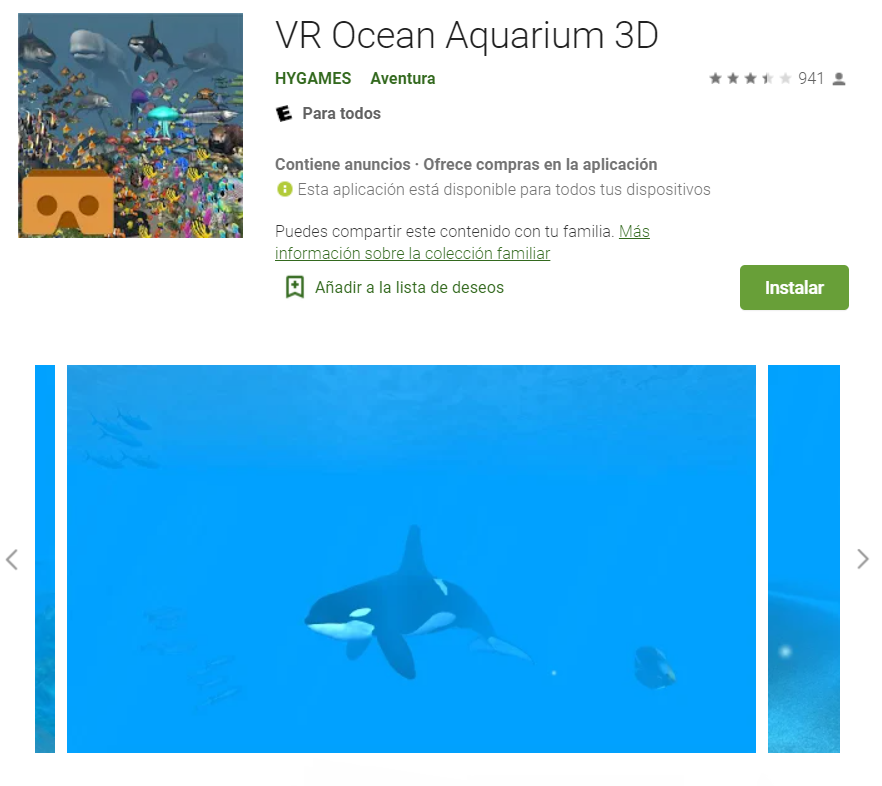 VR Ocean Aquarium 3D
HYGAMES Aventura 941
E Para todos
Contiene anuncios · Ofrece compras en la aplicación
Esta aplicación está disponible para todos tus dispositivos
Puedes compartir este contenido con tu familia. Más
información sobre la colección familiar
Añadir a la lista de deseos
Instalar